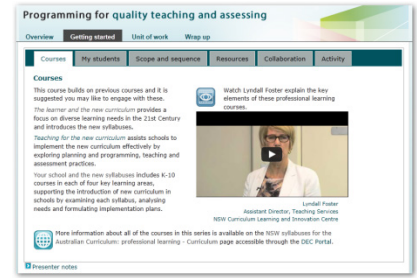 Programming for quality teaching and assessing
Overview Getting started Unit of work Wrap up
Courses My students Scope and sequence Resources Collaboration Activity
Courses
This course builds on previous courses and it is
suggested you may like to engage with these.
The learner and the new curriculum provides a
focus on diverse learning needs in the 21st Century
and introduces the new syllabuses.
Teaching for the new curriculum assists schools to
implement the new curriculum effectively by
exploring planning and programming, teaching and
assessment practices.
Your school and the new syllabuses includes K-10
courses in each of four key learning areas,
supporting the introduction of new curriculum in
schools by examining each syllabus, analysing
needs and formulating implementation plans.
Watch Lyndall Foster explain the key
elements of these professional learning
courses.
Lyndall Foster
Assistant Director, Teaching Services
NSW Curriculum Learning and Innovation Centre
More information about all of the courses in this series is available on the NSW syllabuses for the
Australian Curriculum: professional learning - Curriculum page accessible through the DEC Portal.
Presenter notes